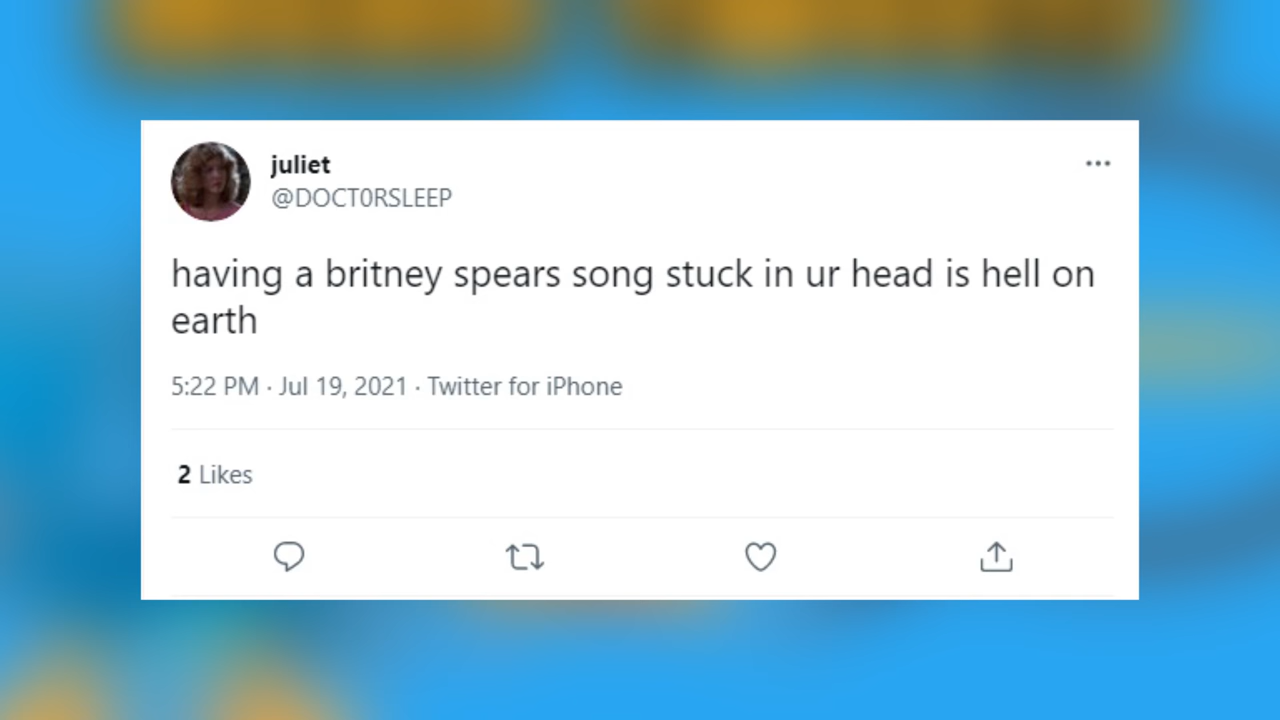 juliet
@DOCT0RSLEEP
having a britney spears song stuck in ur head is hell on
earth
5:22 PM · Jul 19, 2021 · Twitter for iPhone
2 Likes